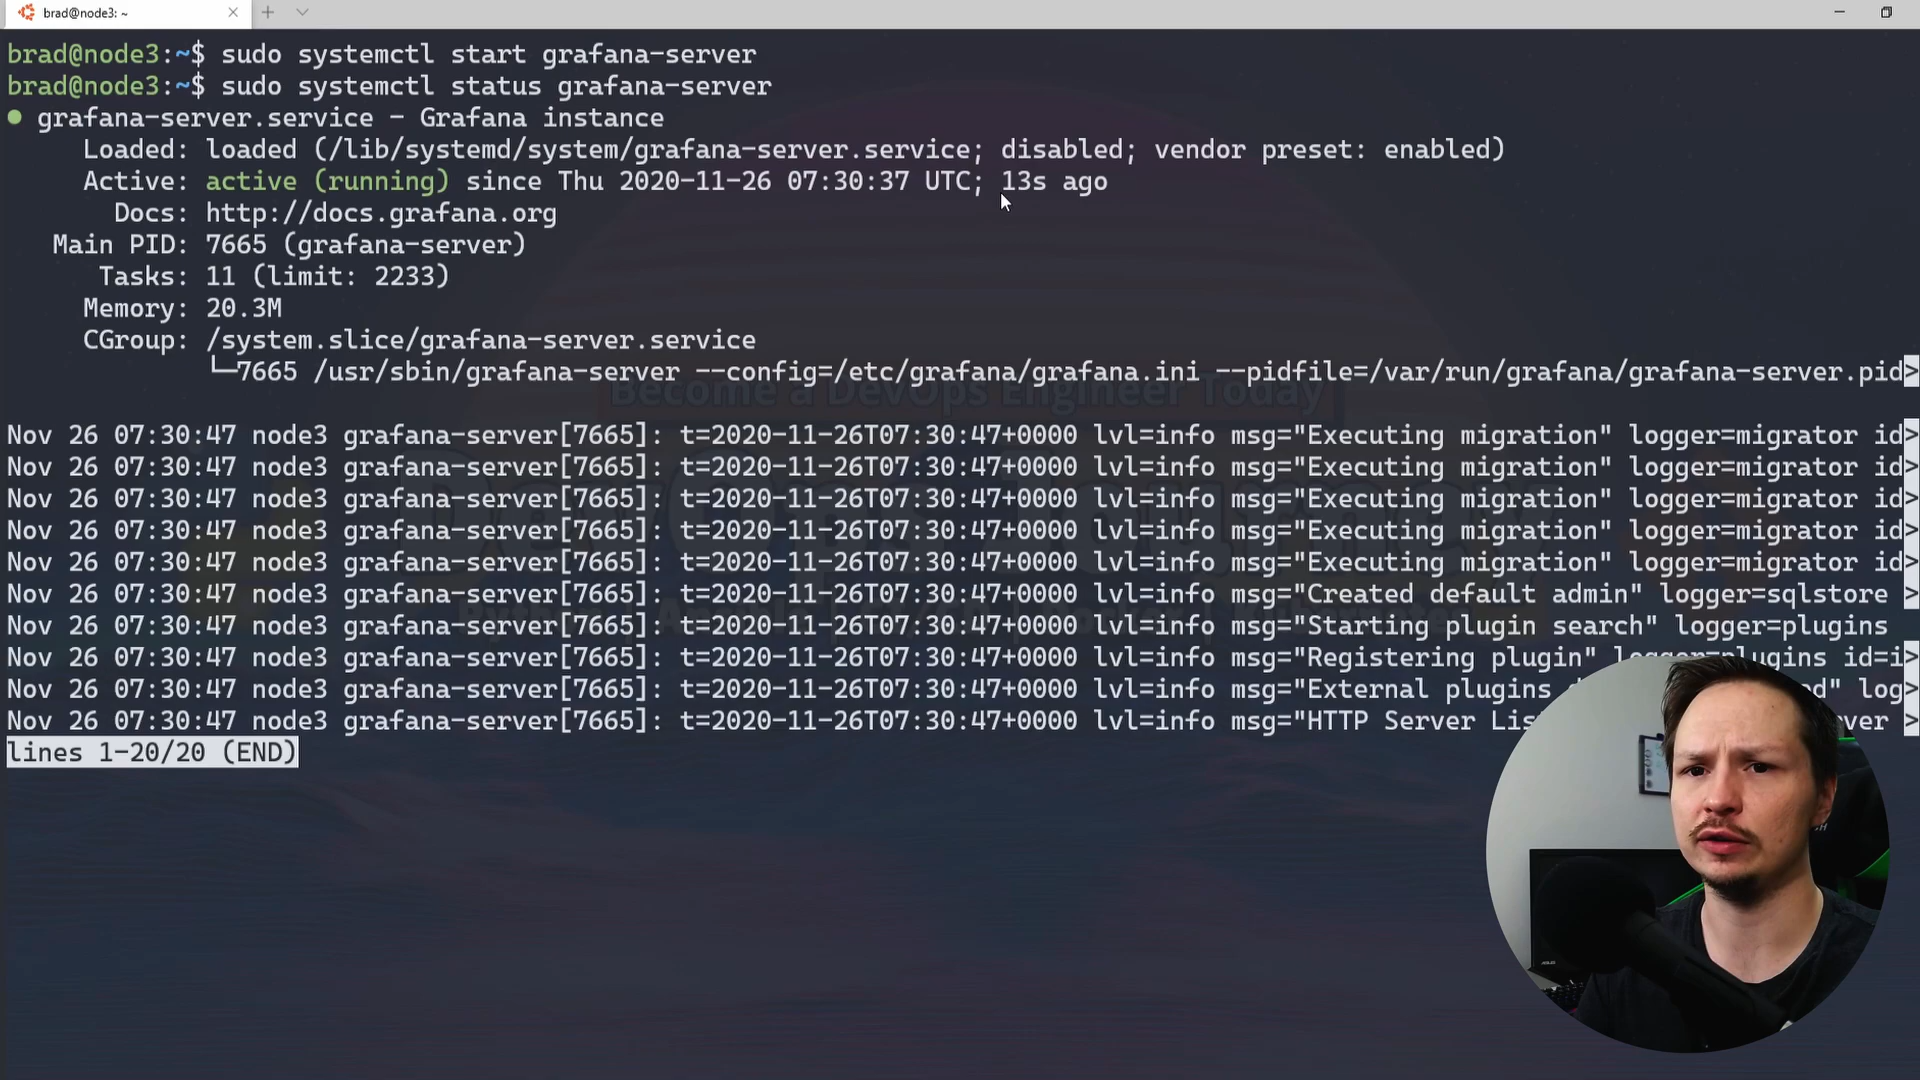 brad@node3: ~
brad@node3:~$ sudo systemctl start grafana-server
brad@node3:~$ sudo systemctl status grafana-server
● grafana-server.service - Grafana instance
Loaded: loaded (/lib/systemd/system/grafana-server.service; disabled; vendor preset: enabled)
Active: active (running) since Thu 2020-11-26 07:30:37 UTC; 13s ago
Docs: http://docs.grafana.org
Main PID: 7665 (grafana-server)
Tasks: 11 (limit: 2233)
Memory: 20.3M
CGroup: /system.slice/grafana-server.service
└─7665 /usr/sbin/grafana-server --config=/etc/grafana/grafana.ini --pidfile=/var/run/grafana/grafana-server.pid>
Become a DevOps Engineer Today
Nov 26 07:30:47 node3 grafana-server[7665]: t=2020-11-26T07:30:47+0000 lvl=info msg="Executing migration" logger=migrator id>
Nov 26 07:30:47 node3 grafana-server[7665]: t=2020-11-26T07:30:47+0000 lvl=info msg="Executing migration" logger=migrator id>
Nov 26 07:30:47 node3 grafana-server[7665]: t=2020-11-26T07:30:47+0000 lvl=info msg="Executing migration" logger=migrator id>
Nov 26 07:30:47 node3 grafana-server[7665]: t=2020-11-26T07:30:47+0000 lvl=info msg="Executing migration" logger=migrator id>
DevOps Journey
Nov 26 07:30:47 node3 grafana-server[7665]: t=2020-11-26T07:30:47+0000 lvl=info msg="Executing migration" logger=migrator id>
Nov 26 07:30:47 node3 grafana-server[7665]: t=2020-11-26T07:30:47+0000 lvl=info msg="Created default admin" logger=sqlstore >
Nov 26 07:30:47 node3 grafana-server[7665]: t=2020-11-26T07:30:47+0000 lvl=info msg="Starting plugin search" logger=plugins
Nov 26 07:30:47 node3 grafana-server[7665]: t=2020-11-26T07:30:47+0000 lvl=info msg="Registering plugin" logger=plugins id=i>
Nov 26 07:30:47 node3 grafana-server[7665]: t=2020-11-26T07:30:47+0000 lvl=info msg="External plugins log>
Nov 26 07:30:47 node3 grafana-server[7665]: t=2020-11-26T07:30:47+0000 lvl=info msg="HTTP Server >
lines 1-20/20 (END)